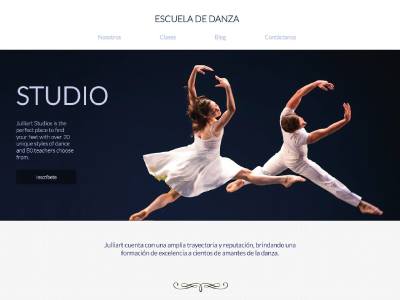 ESCUELA DE DANZA
Nosotros
Clases
Blog
Contáctanos
STUDIO
Julliart Studios is the
perfect place to find
your feet with over 20
unique styles of dance
and 50 teachers choose
from.
Inscríbete
Julliart cuenta con una amplia trayectoria y reputación, brindando una
formación de excelencia a cientos de amantes de la danza.